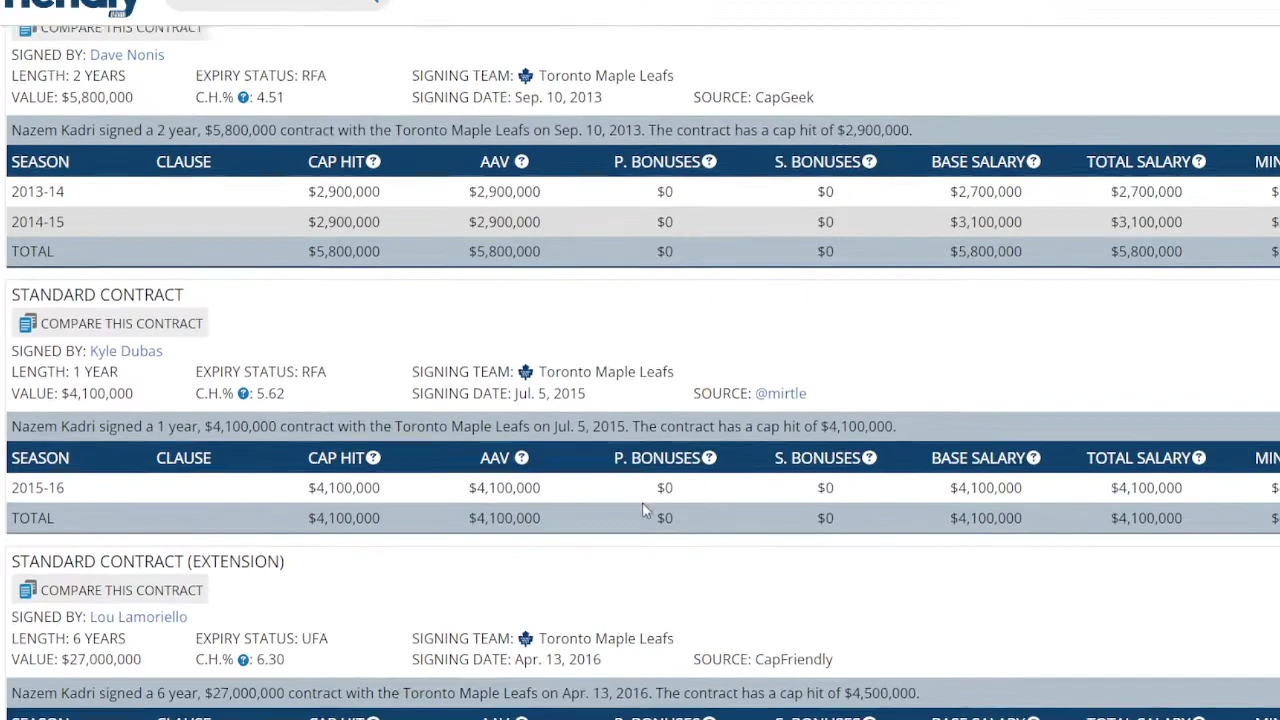 COMPARE THIS CONTRACT
SIGNED BY: Dave Nonis
LENGTH: 2 YEARS EXPIRY STATUS: RFA SIGNING TEAM: Toronto Maple Leafs
VALUE: $5,800,000 C.H.% ?: 4.51 SIGNING DATE: Sep. 10, 2013 SOURCE: CapGeek
Nazem Kadri signed a 2 year, $5,800,000 contract with the Toronto Maple Leafs on Sep. 10, 2013. The contract has a cap hit of $2,900,000.
SEASON CLAUSE CAP HIT? AAV ? P. BONUSES? S. BONUSES? BASE SALARY? TOTAL SALARY? MIN
2013-14 $2,900,000 $2,900,000 $0 $0 $2,700,000 $2,700,000 $
2014-15 $2,900,000 $2,900,000 $0 $0 $3,100,000 $3,100,000 $
TOTAL $5,800,000 $5,800,000 $0 $0 $5,800,000 $5,800,000 $
STANDARD CONTRACT
COMPARE THIS CONTRACT
SIGNED BY: Kyle Dubas
LENGTH: 1 YEAR EXPIRY STATUS: RFA SIGNING TEAM: Toronto Maple Leafs
VALUE: $4,100,000 C.H.% ?: 5.62 SIGNING DATE: Jul. 5, 2015 SOURCE: @mirtle
Nazem Kadri signed a 1 year, $4,100,000 contract with the Toronto Maple Leafs on Jul. 5, 2015. The contract has a cap hit of $4,100,000.
SEASON CLAUSE CAP HIT? AAV ? P. BONUSES? S. BONUSES? BASE SALARY? TOTAL SALARY? MIN
2015-16 $4,100,000 $4,100,000 $0 $0 $4,100,000 $4,100,000 $
TOTAL $4,100,000 $4,100,000 $0 $0 $4,100,000 $4,100,000 $
STANDARD CONTRACT (EXTENSION)
COMPARE THIS CONTRACT
SIGNED BY: Lou Lamoriello
LENGTH: 6 YEARS EXPIRY STATUS: UFA SIGNING TEAM: Toronto Maple Leafs
VALUE: $27,000,000 C.H.% ?: 6.30 SIGNING DATE: Apr. 13, 2016 SOURCE: CapFriendly
Nazem Kadri signed a 6 year, $27,000,000 contract with the Toronto Maple Leafs on Apr. 13, 2016. The contract has a cap hit of $4,500,000.
SEASON CLAUSE CAP HIT? AAV ? P. BONUSES? S. BONUSES? BASE SALARY? TOTAL SALARY? MIN